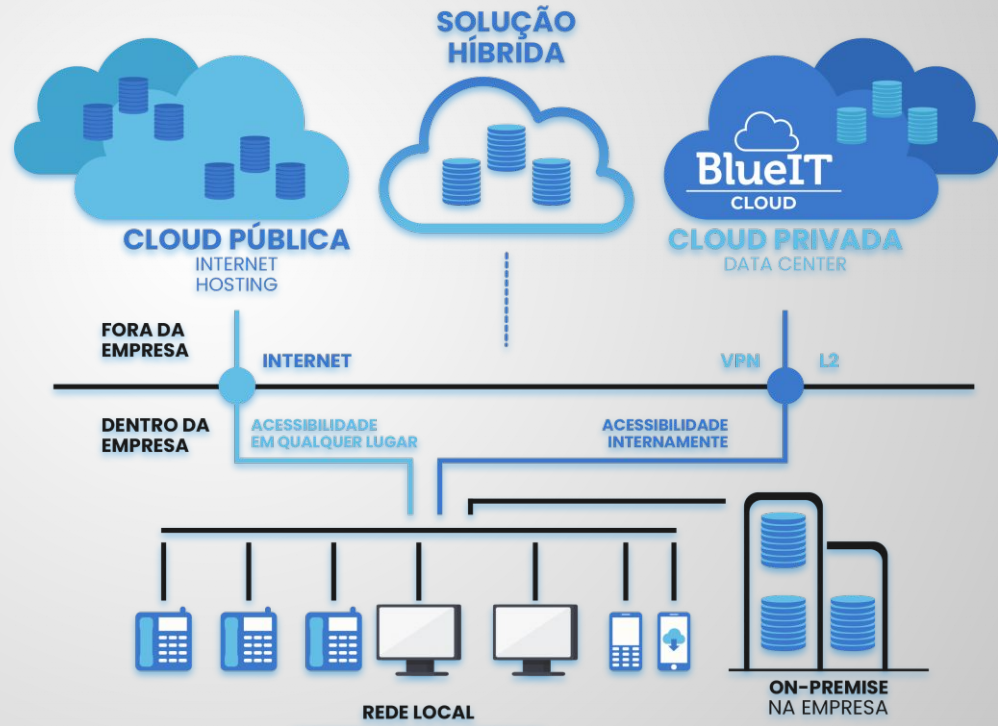 SOLUÇÃO
HÍBRIDA
BlueIT
CLOUD
CLOUD PÚBLICA
INTERNET
HOSTING
CLOUD PRIVADA
DATA CENTER
FORA DA
EMPRESA
INTERNET
VPN
L2
DENTRO DA
EMPRESA
ACESSIBILIDADE
EM QUALQUER LUGAR
ACESSIBILIDADE
INTERNAMENTE
REDE LOCAL
ON-PREMISE
NA EMPRESA